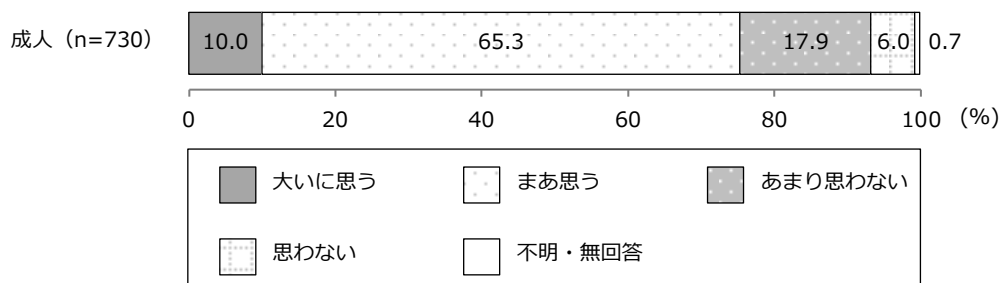 成人（n=730）
10.0 65.3 17.9 6.0 0.7
0 20 40 60 80 100 (%)
大いに思う まあ思う あまり思わない
思わない 不明・無回答